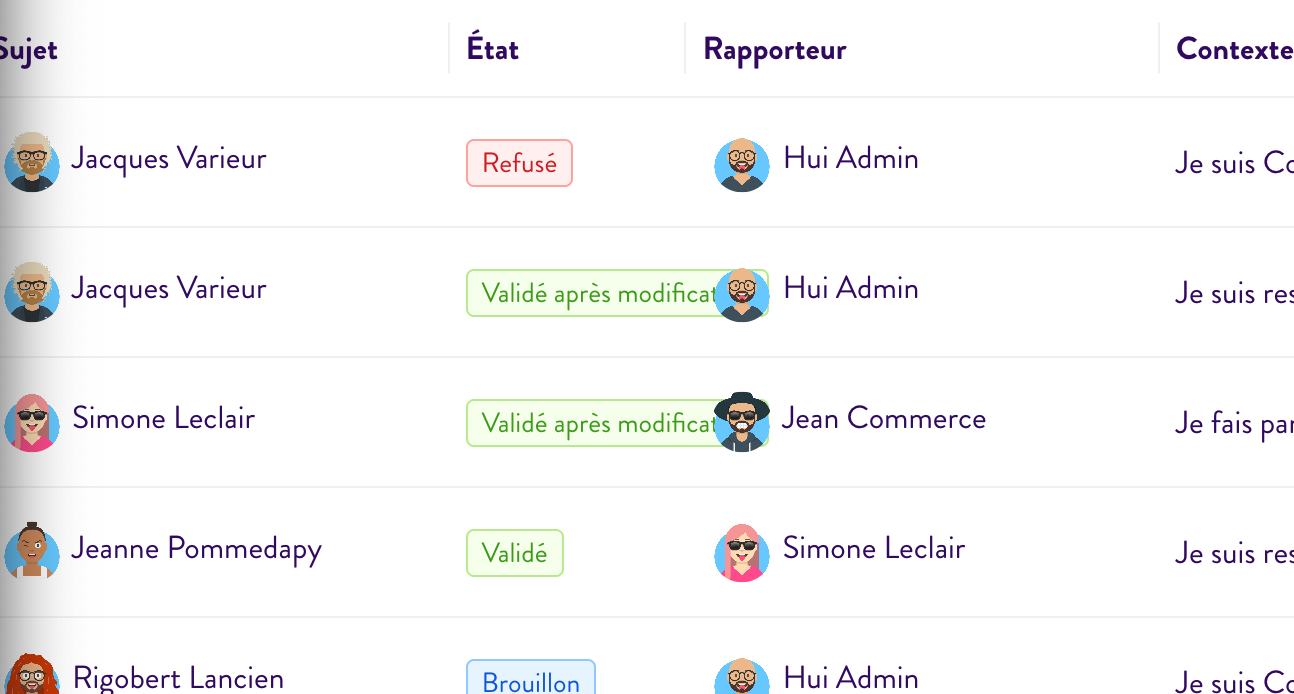 Sujet État Rapporteur Contexte
Jacques Varieur Refusé Hui Admin Je suis Co
Jacques Varieur Validé après modificat Hui Admin Je suis res
Simone Leclair Validé après modificat Jean Commerce Je fais par
Jeanne Pommedapy Validé Simone Leclair Je suis res
Rigobert Lancien Brouillon Hui Admin Je suis Co